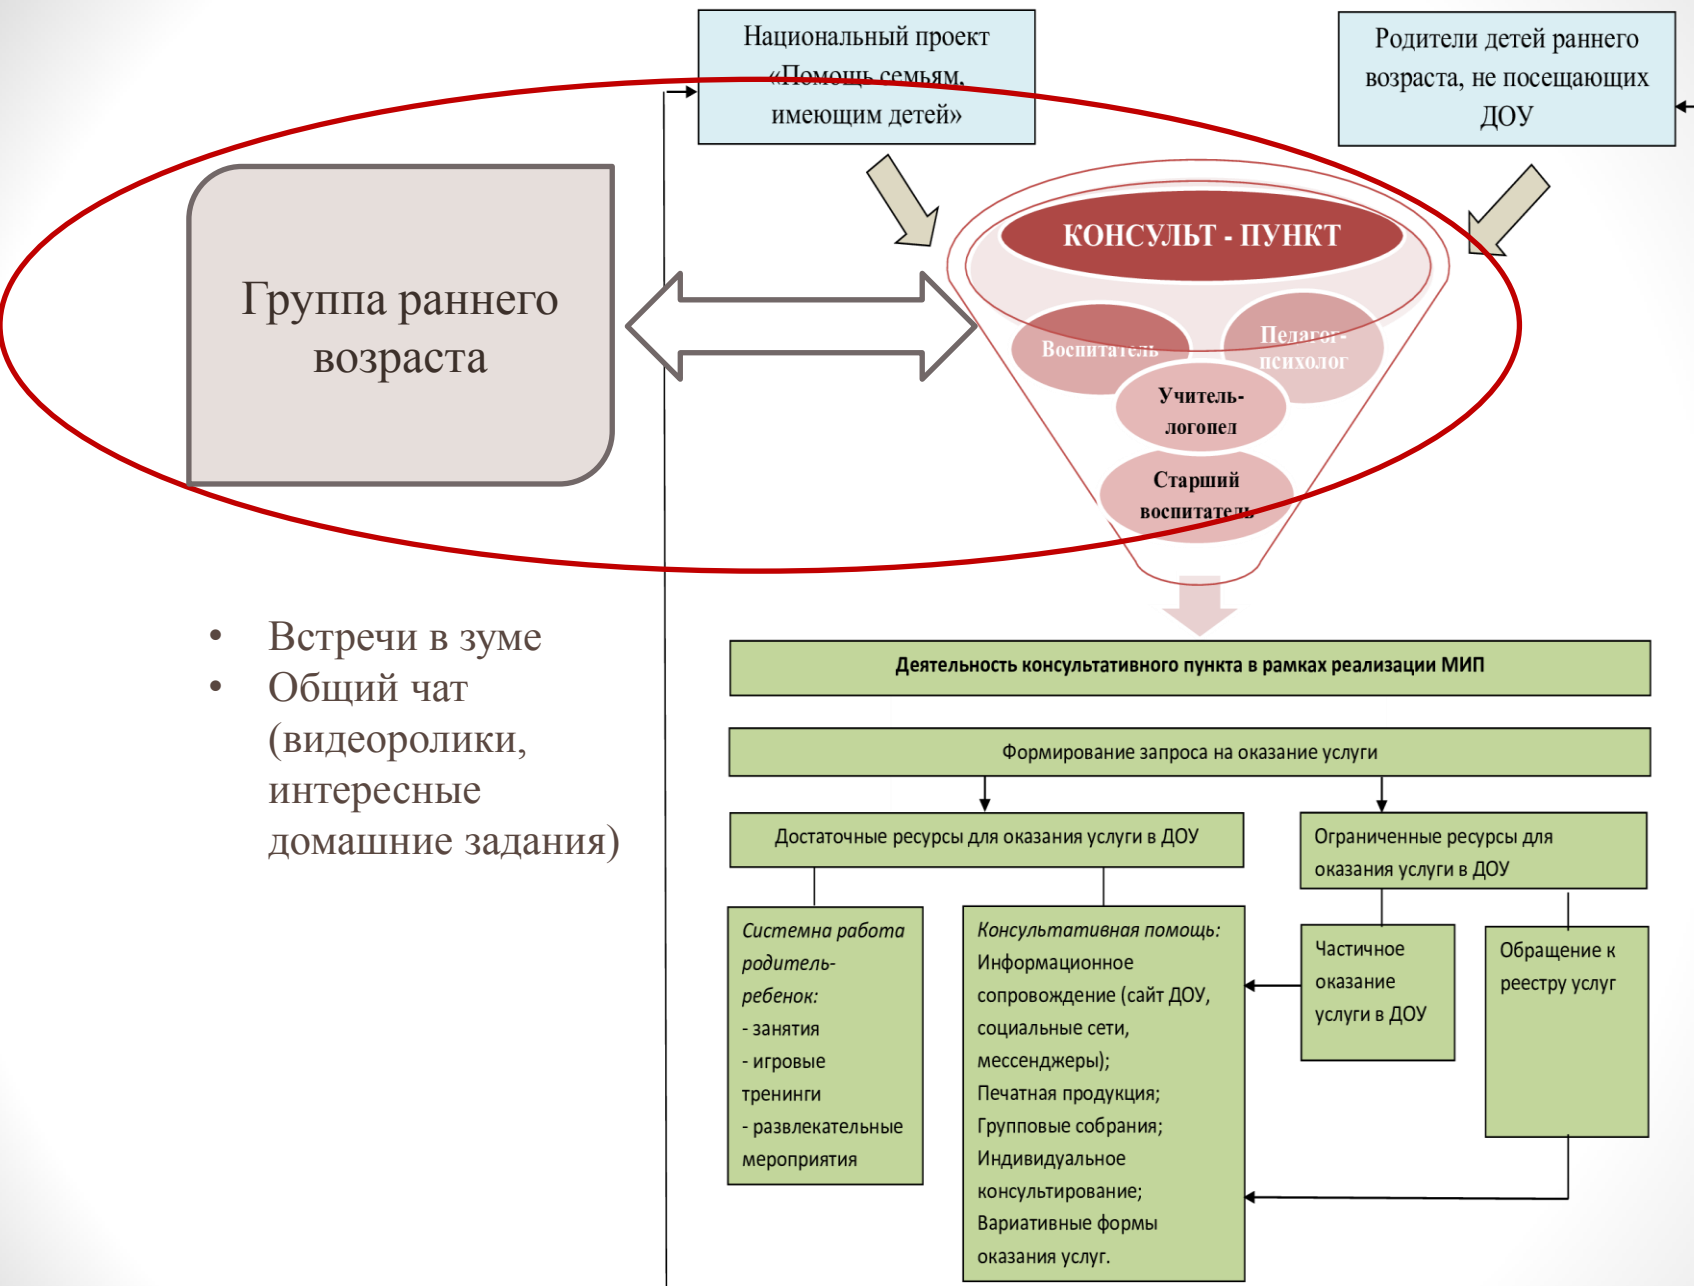 Национальный проект
«Помощь семьям,
имеющим детей»
Родители детей раннего
возраста, не посещающих
ДОУ
Группа раннего
возраста
КОНСУЛЬТ - ПУНКТ
Воспитатель
Педагог-
психолог
Учитель-
логопед
Старший
воспитатель
• Встречи в зуме
• Общий чат
(видеоролики,
интересные
домашние задания)
Деятельность консультативного пункта в рамках реализации МИП
Формирование запроса на оказание услуги
Достаточные ресурсы для оказания услуги в ДОУ
Ограниченные ресурсы для
оказания услуги в ДОУ
Системна работа
родитель-
ребенок:
- занятия
- игровые
тренинги
- развлекательные
мероприятия
Консультативная помощь:
Информационное
сопровождение (сайт ДОУ,
социальные сети,
мессенджеры);
Печатная продукция;
Групповые собрания;
Индивидуальное
консультирование;
Вариативные формы
оказания услуг.
Частичное
оказание
услуги в ДОУ
Обращение к
реестру услуг